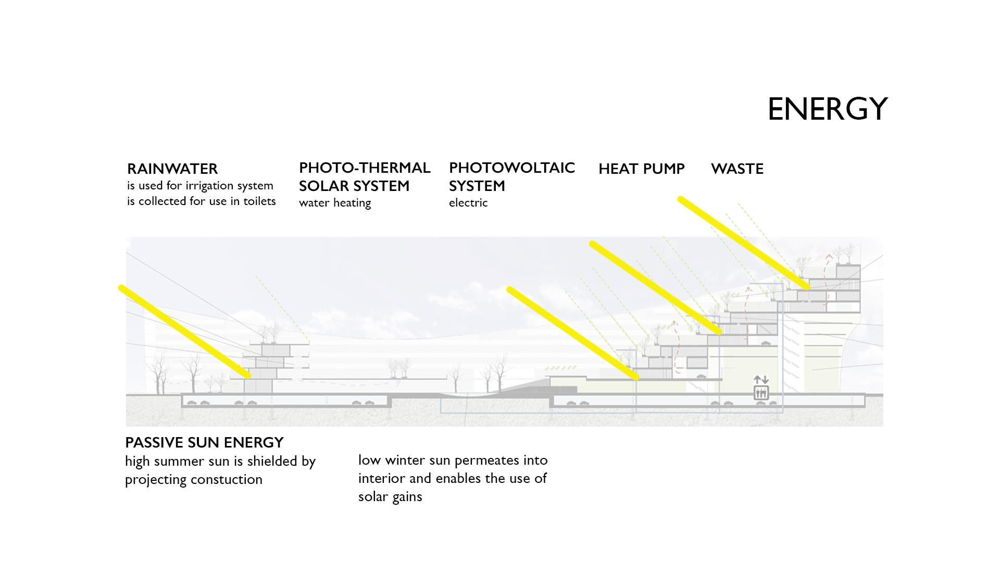 ENERGY
RAINWATER
is used for irrigation system
is collected for use in toilets
PHOTO-THERMAL
SOLAR SYSTEM
water heating
PHOTOWOLTAIC
SYSTEM
electric
HEAT PUMP
WASTE
PASSIVE SUN ENERGY
high summer sun is shielded by
projecting constuction
low winter sun permeates into
interior and enables the use of
solar gains